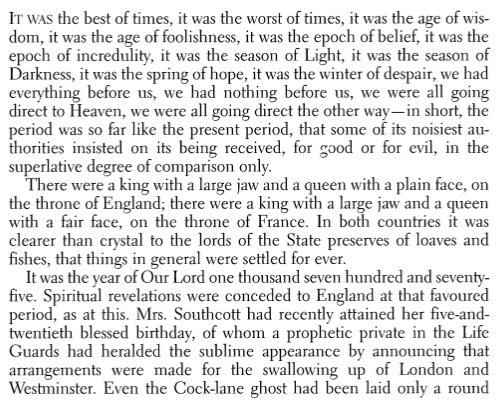 IT WAS the best of times, it was the worst of times, it was the age of wis-
dom, it was the age of foolishness, it was the epoch of belief, it was the
epoch of incredulity, it was the season of Light, it was the season of
Darkness, it was the spring of hope, it was the winter of despair, we had
everything before us, we had nothing before us, we were all going
direct to Heaven, we were all going direct the other way—in short, the
period was so far like the present period, that some of its noisiest au-
thorities insisted on its being received, for good or for evil, in the
superlative degree of comparison only.
There were a king with a large jaw and a queen with a plain face, on
the throne of England; there were a king with a large jaw and a queen
with a fair face, on the throne of France. In both countries it was
clearer than crystal to the lords of the State preserves of loaves and
fishes, that things in general were settled for ever.
It was the year of Our Lord one thousand seven hundred and seventy-
five. Spiritual revelations were conceded to England at that favoured
period, as at this. Mrs. Southcott had recently attained her five-and-
twentieth blessed birthday, of whom a prophetic private in the Life
Guards had heralded the sublime appearance by announcing that
arrangements were made for the swallowing up of London and
Westminster. Even the Cock-lane ghost had been laid only a round